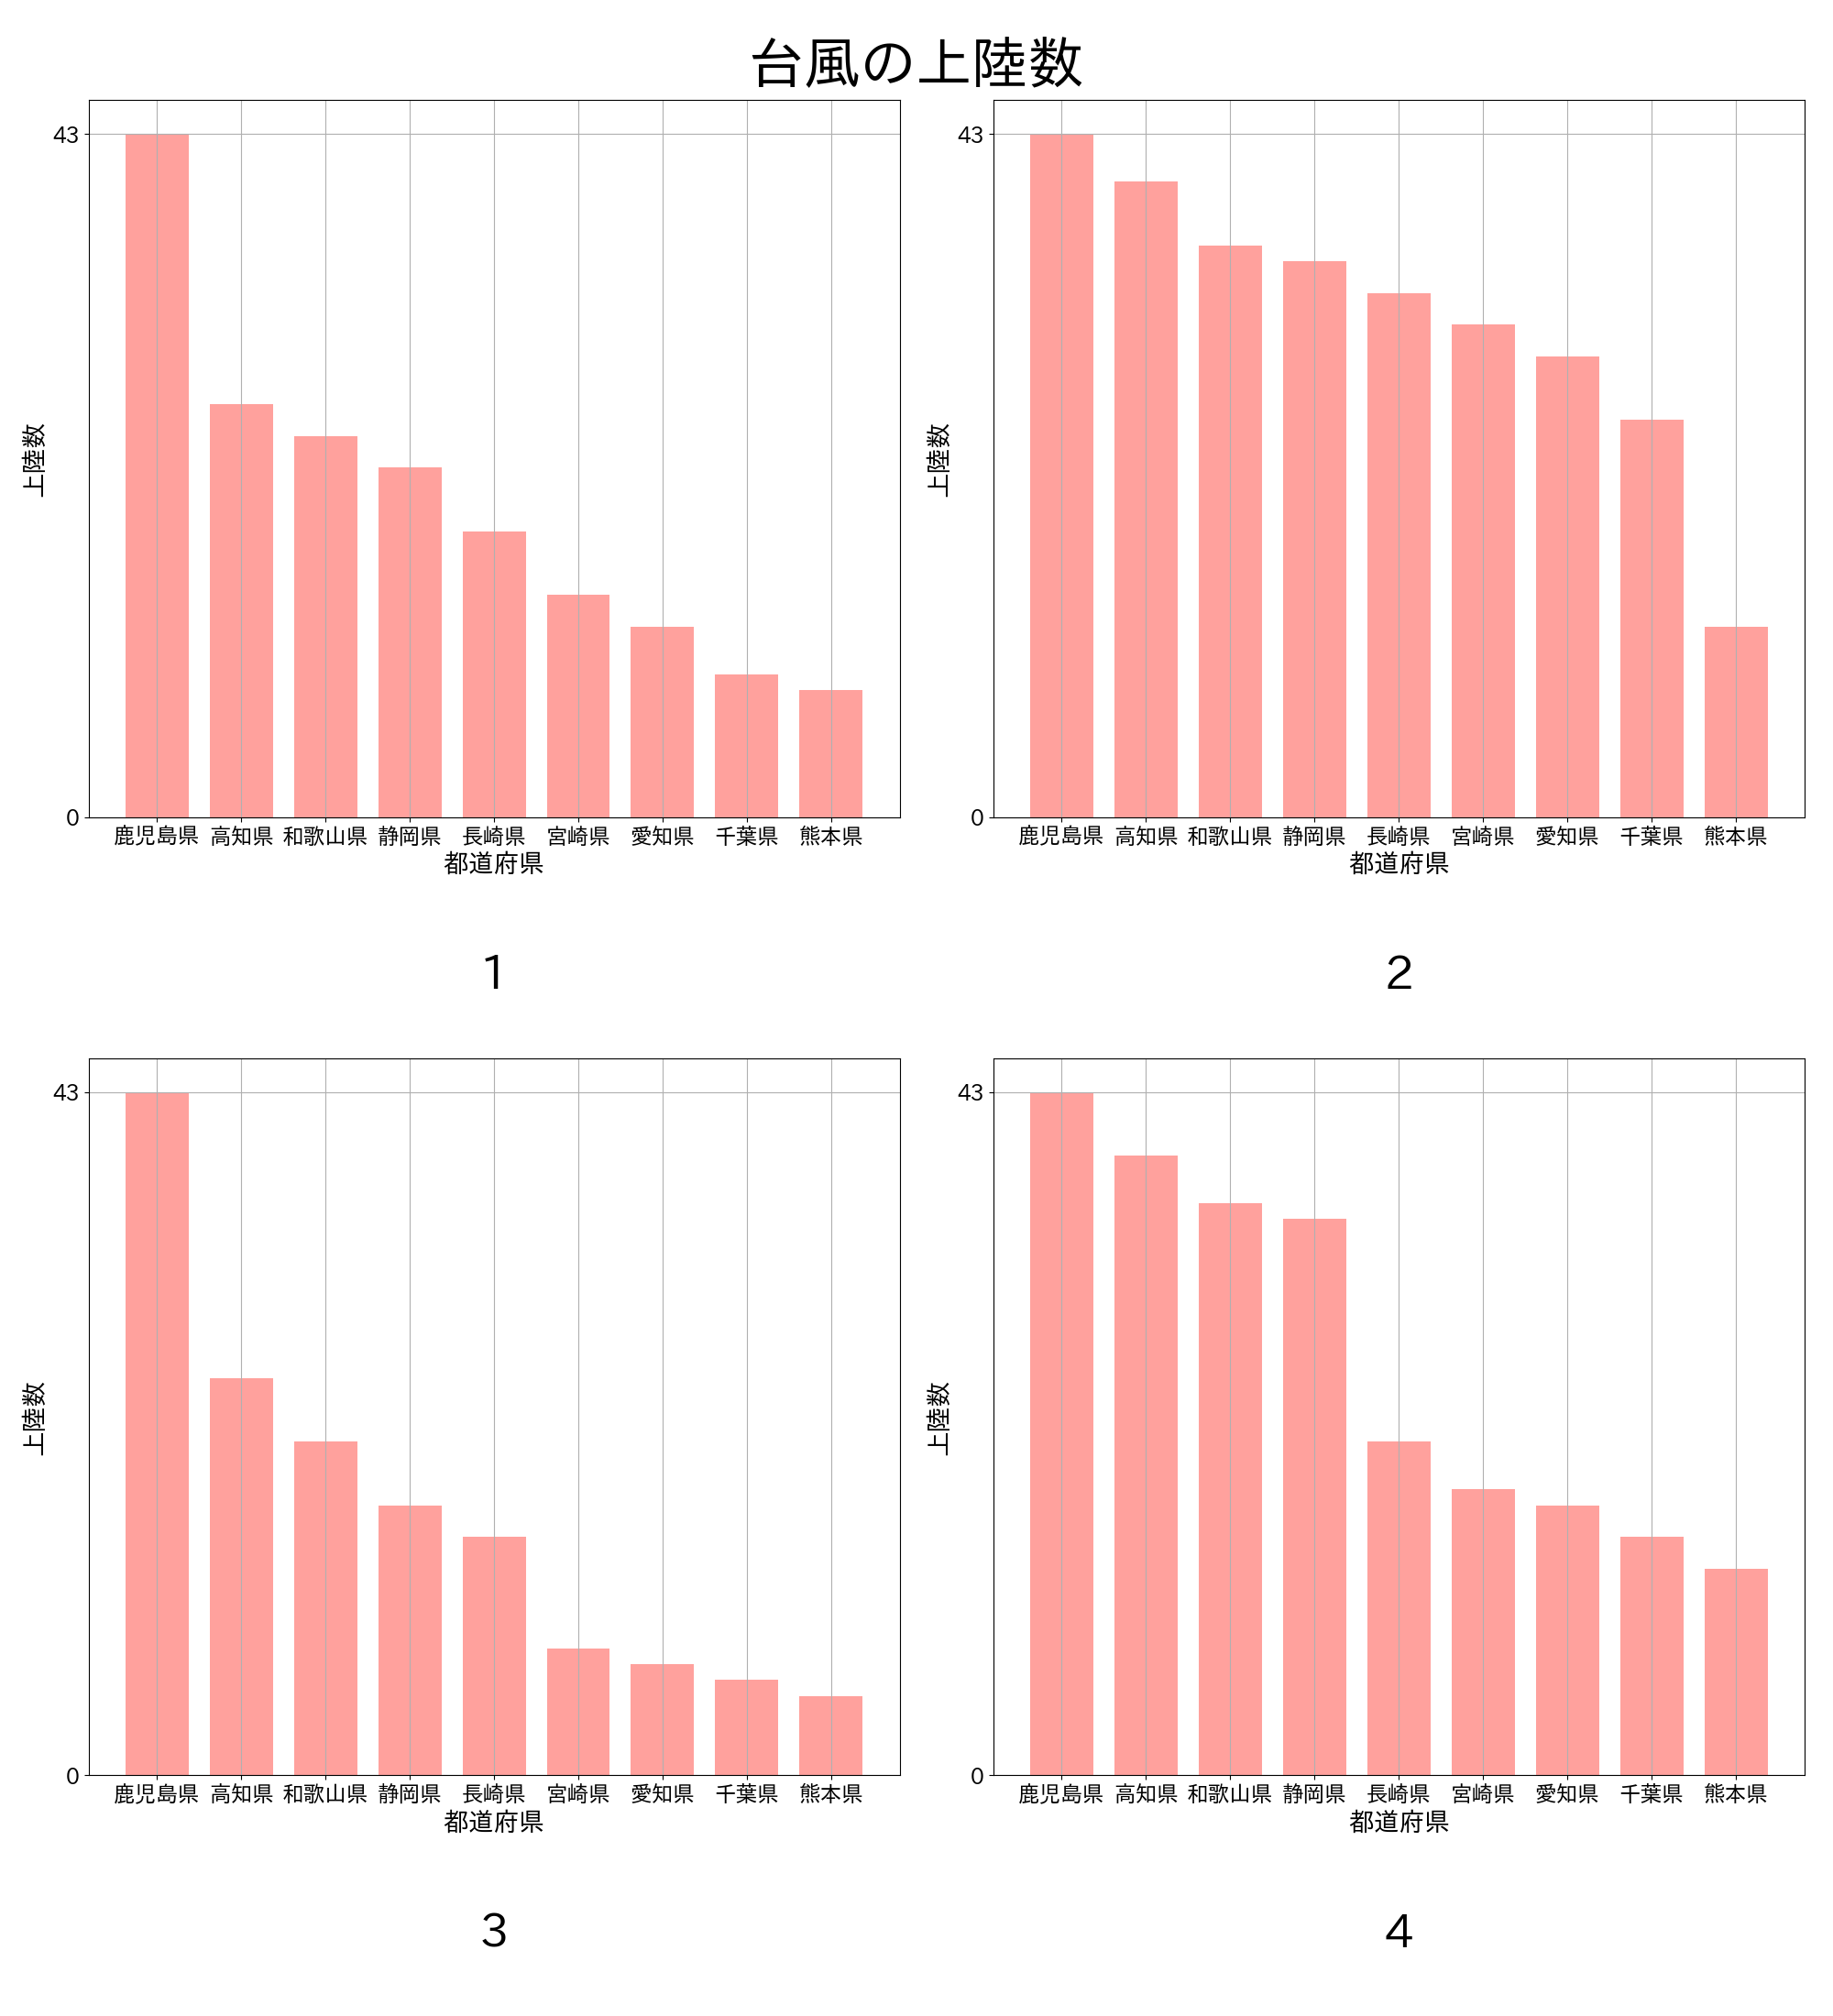 台風の上陸数
43
0
上陸数
鹿児島県 高知県 和歌山県 静岡県 長崎県 宮崎県 愛知県 千葉県 熊本県
都道府県
1
43
0
上陸数
鹿児島県 高知県 和歌山県 静岡県 長崎県 宮崎県 愛知県 千葉県 熊本県
都道府県
2
43
0
上陸数
鹿児島県 高知県 和歌山県 静岡県 長崎県 宮崎県 愛知県 千葉県 熊本県
都道府県
3
43
0
上陸数
鹿児島県 高知県 和歌山県 静岡県 長崎県 宮崎県 愛知県 千葉県 熊本県
都道府県
4